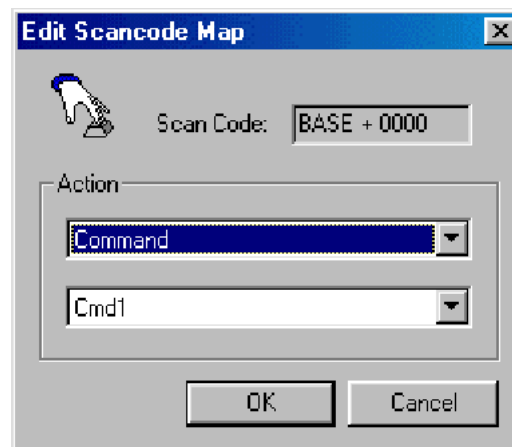 Edit Scancode Map
Scan Code: BASE + 0000
Action
Command
Cmd1
OK Cancel